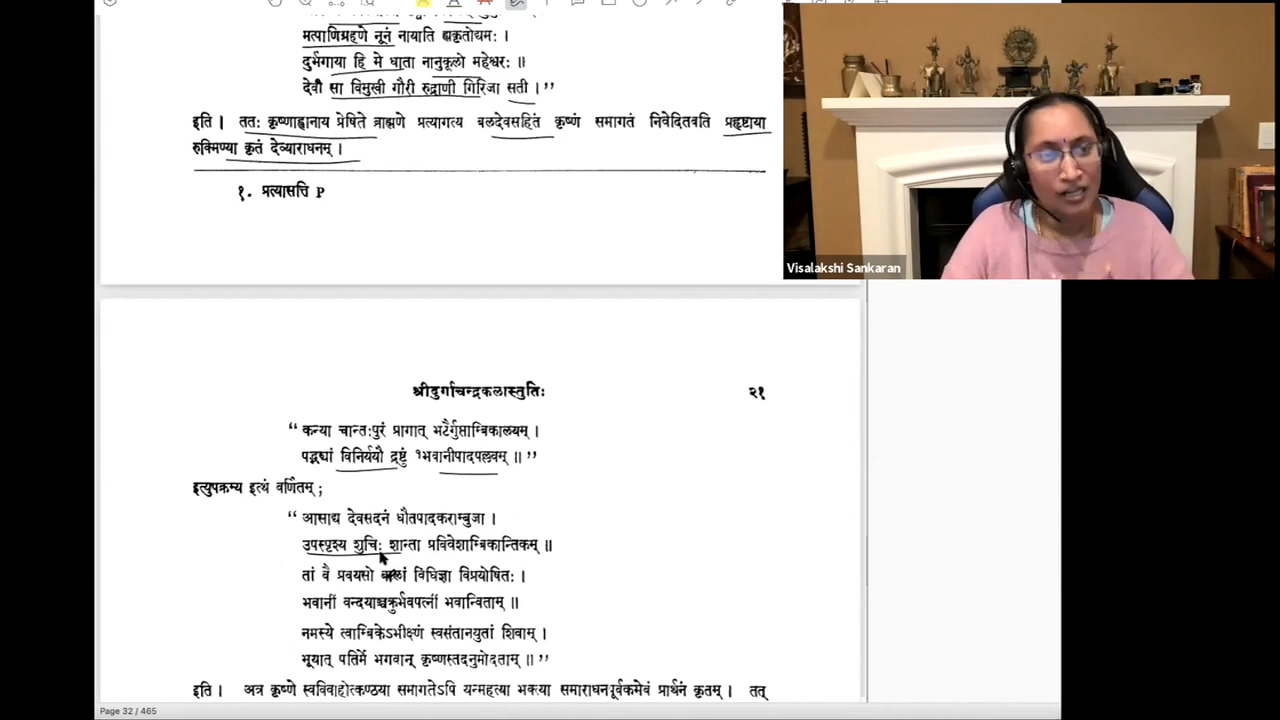 मत्पाणिग्रहणे नूनं नायाति ह्यकृतोद्यमः ।
दुर्भगाया हि मे धाता नानुकूलो महेश्वरः ॥
देवी सा विमुखी गौरी रुद्राणी गिरिजा सती ।”
इति । ततः कृष्णाह्वानाय प्रेषिते ब्राह्मणे प्रत्यागत्य बलदेवसहितं कृष्णं समागतं निवेदितवति प्रहृष्टाया
रुक्मिण्या कृतं देव्याराधनम् ।
१. प्रत्यासत्ति P
Visalakshi Sankaran
श्रीदुर्गाचन्द्रकलास्तुतिः २१
“ कन्या चान्तःपुरं प्रागात् भटैर्गुप्ताम्बिकालयम् ।
पद्भ्यां विनिर्ययौ द्रष्टुं १भवानीपादपल्लवम् ॥ ”
इत्युपक्रम्य इत्थं वर्णितम् ;
“ आसाद्य देवसदनं धौतपादकराम्बुजा ।
उपस्पृश्य शुचिः शान्ता प्रविवेशाम्बिकान्तिकम् ॥
तां वै प्रवयसो बालां विधिज्ञा विप्रयोषितः ।
भवानीं वन्दयाञ्चक्रुर्भवपत्नीं भवान्विताम् ॥
नमस्ये त्वाम्बिकेऽभीक्ष्णं स्वसंतानयुतां शिवाम् ।
भूयात् पतिर्मे भगवान् कृष्णस्तदनुमोदताम् ॥ ”
इति । अत्र कृष्णे स्वविवाहोत्कण्ठया समागतेऽपि यन्महत्या भक्त्या समाराधनपूर्वकमेवं प्रार्थनं कृतम् । तत्
Page 32 / 465